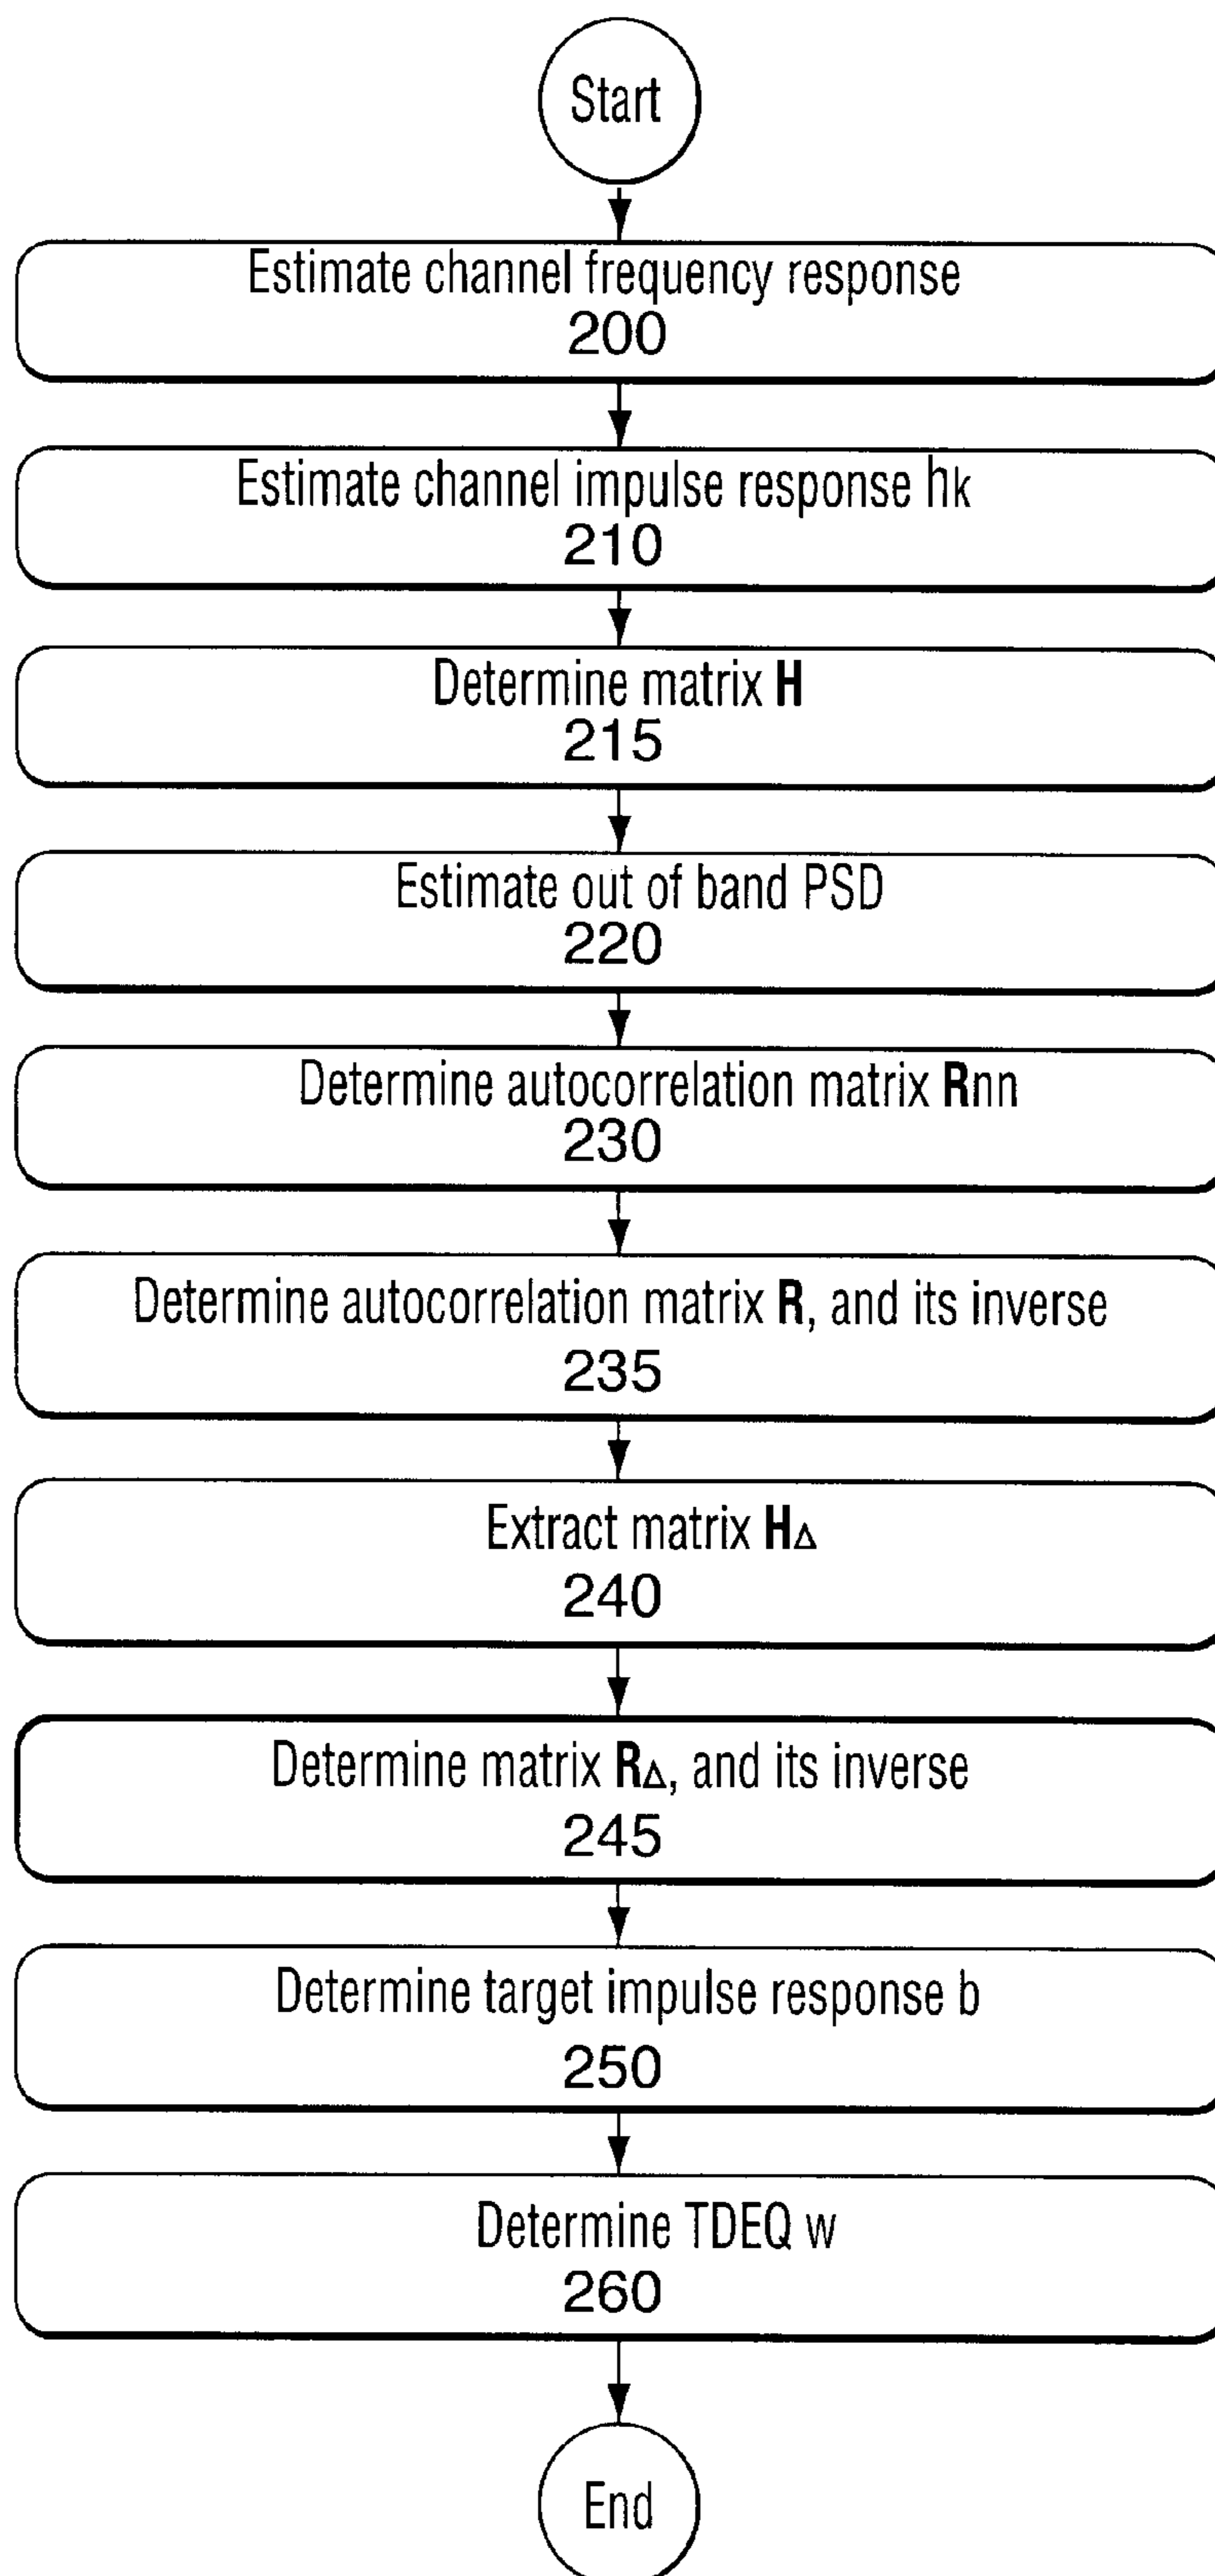 Start
Estimate channel frequency response
200
Estimate channel impulse response hk
210
Determine matrix H
215
Estimate out of band PSD
220
Determine autocorrelation matrix Rnn
230
Determine autocorrelation matrix R, and its inverse
235
Extract matrix HΔ
240
Determine matrix RΔ, and its inverse
245
Determine target impulse response b
250
Determine TDEQ w
260
End